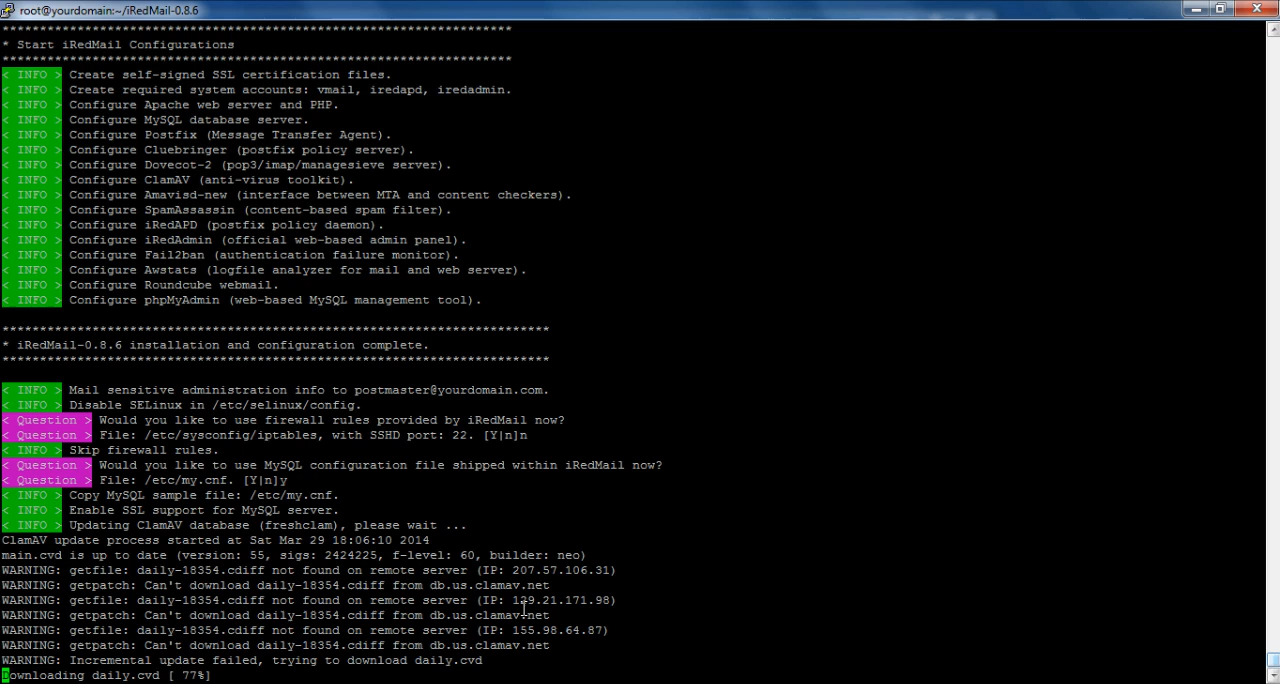 root@yourdomain:~/iRedMail-0.8.6
********************************************************************
* Start iRedMail Configurations
********************************************************************
< INFO > Create self-signed SSL certification files.
< INFO > Create required system accounts: vmail, iredapd, iredadmin.
< INFO > Configure Apache web server and PHP.
< INFO > Configure MySQL database server.
< INFO > Configure Postfix (Message Transfer Agent).
< INFO > Configure Cluebringer (postfix policy server).
< INFO > Configure Dovecot-2 (pop3/imap/managesieve server).
< INFO > Configure ClamAV (anti-virus toolkit).
< INFO > Configure Amavisd-new (interface between MTA and content checkers).
< INFO > Configure SpamAssassin (content-based spam filter).
< INFO > Configure iRedAPD (postfix policy daemon).
< INFO > Configure iRedAdmin (official web-based admin panel).
< INFO > Configure Fail2ban (authentication failure monitor).
< INFO > Configure Awstats (logfile analyzer for mail and web server).
< INFO > Configure Roundcube webmail.
< INFO > Configure phpMyAdmin (web-based MySQL management tool).
*************************************************************************
* iRedMail-0.8.6 installation and configuration complete.
*************************************************************************
< INFO > Mail sensitive administration info to postmaster@yourdomain.com.
< INFO > Disable SELinux in /etc/selinux/config.
< Question > Would you like to use firewall rules provided by iRedMail now?
< Question > File: /etc/sysconfig/iptables, with SSHD port: 22. [Y|n]n
< INFO > Skip firewall rules.
< Question > Would you like to use MySQL configuration file shipped within iRedMail now?
< Question > File: /etc/my.cnf. [Y|n]y
< INFO > Copy MySQL sample file: /etc/my.cnf.
< INFO > Enable SSL support for MySQL server.
< INFO > Updating ClamAV database (freshclam), please wait ...
ClamAV update process started at Sat Mar 29 18:06:10 2014
main.cvd is up to date (version: 55, sigs: 2424225, f-level: 60, builder: neo)
WARNING: getfile: daily-18354.cdiff not found on remote server (IP: 207.57.106.31)
WARNING: getpatch: Can't download daily-18354.cdiff from db.us.clamav.net
WARNING: getfile: daily-18354.cdiff not found on remote server (IP: 129.21.171.98)
WARNING: getpatch: Can't download daily-18354.cdiff from db.us.clamav.net
WARNING: getfile: daily-18354.cdiff not found on remote server (IP: 155.98.64.87)
WARNING: getpatch: Can't download daily-18354.cdiff from db.us.clamav.net
WARNING: Incremental update failed, trying to download daily.cvd
Downloading daily.cvd [ 77%]